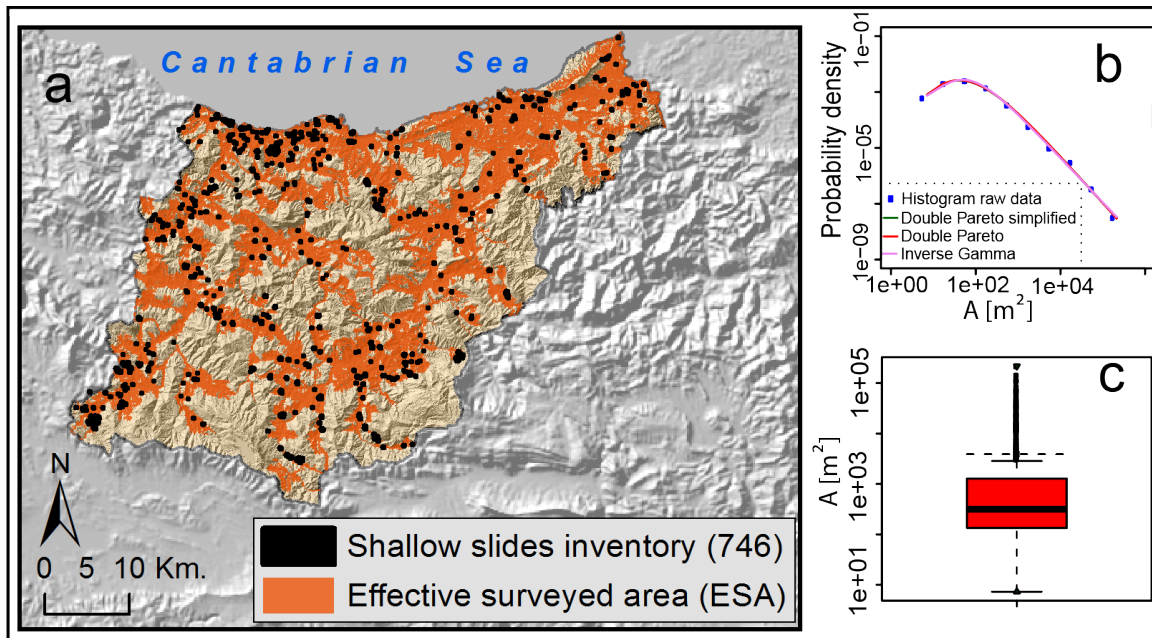 a
Cantabrian Sea
N
0 5 10 Km.
Shallow slides inventory (746)
Effective surveyed area (ESA)
b
Probability density
1e-01
1e-05
1e-09
Histogram raw data
Double Pareto simplified
Double Pareto
Inverse Gamma
1e+00 1e+02 1e+04
A [m²]
c
A [m²]
1e+05
1e+03
1e+01